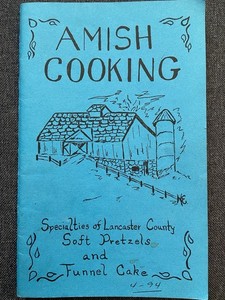 AMISH
COOKING
Specialties of Lancaster County
Soft Pretzels
and
Funnel Cake
4-94